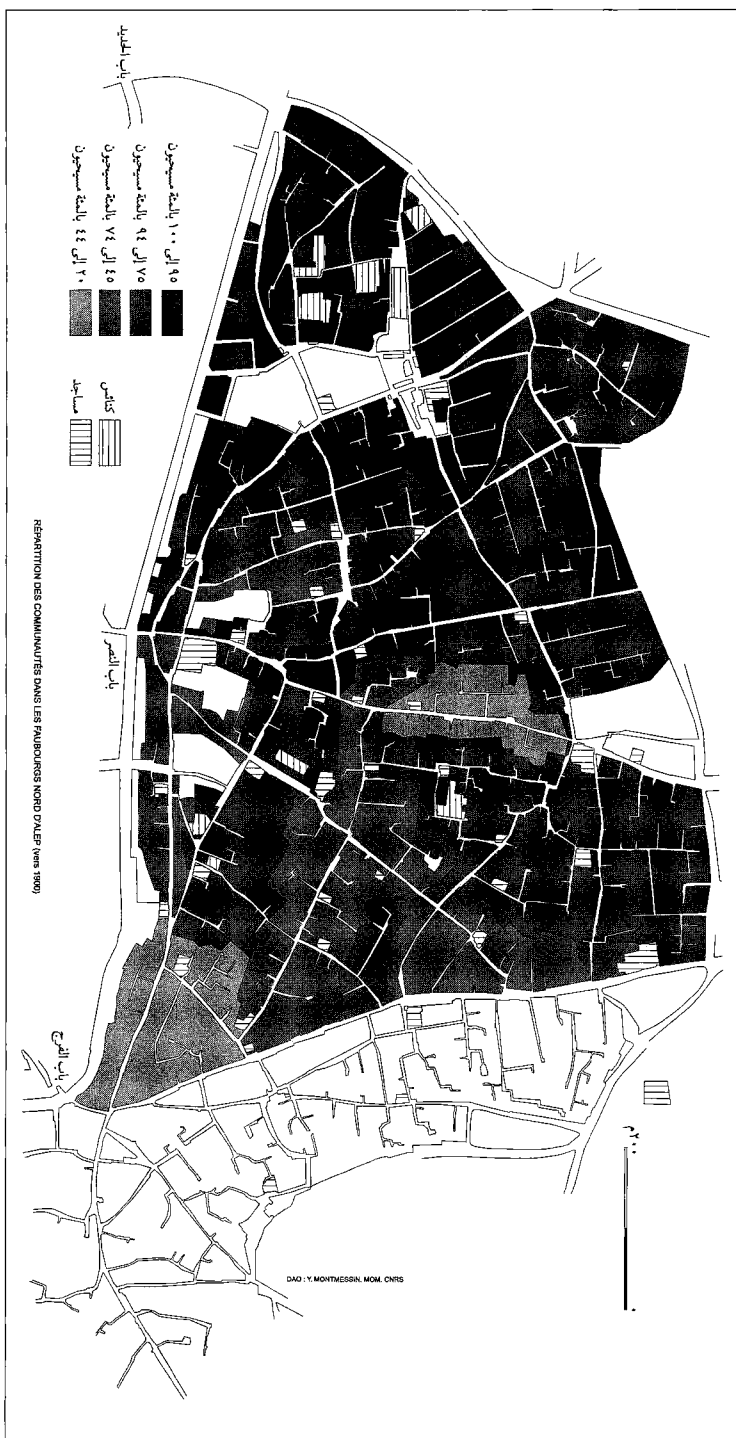 باب الحديد
٩٥ إلى ١٠٠ بالمئة مسيحيون
٧٥ إلى ٩٤ بالمئة مسيحيون
٤٥ إلى ٧٤ بالمئة مسيحيون
٢٠ إلى ٤٤ بالمئة مسيحيون
كنائس
مساجد
RÉPARTITION DES COMMUNAUTÉS DANS LES FAUBOURGS NORD D'ALEP (vers 1900)
باب النصر
باب الفرج
٢٠٠م
٠
DAO : Y. MONTMESSIN. MOM. CNRS